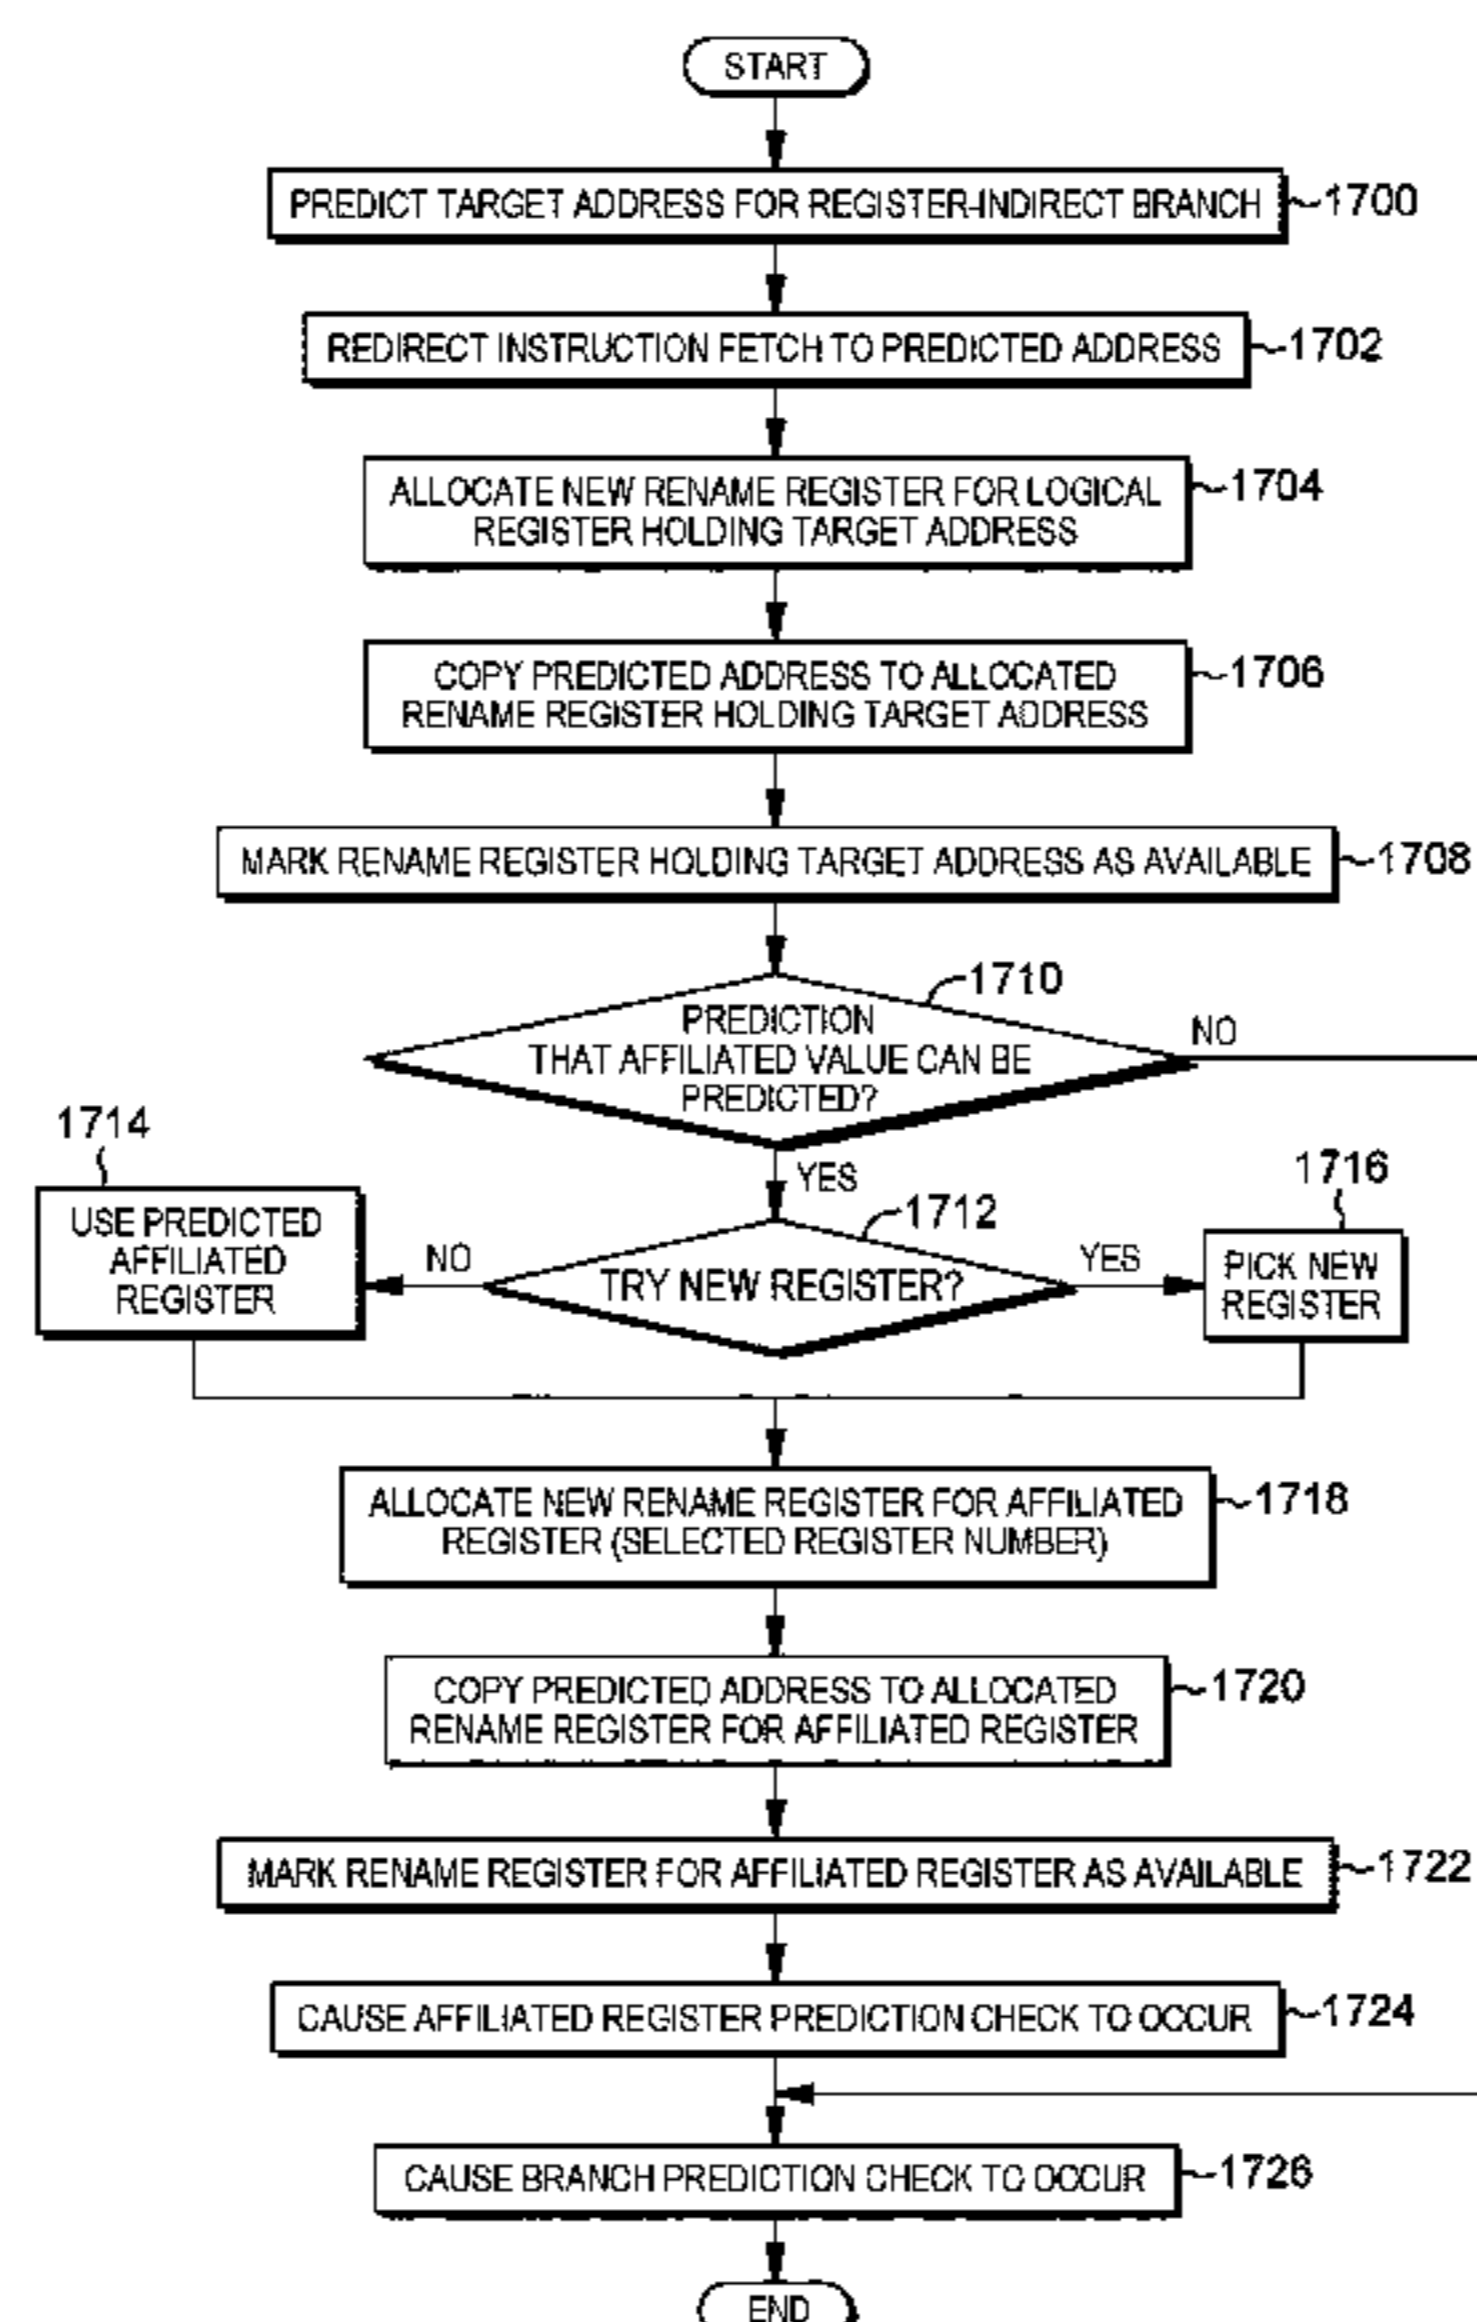 START
PREDICT TARGET ADDRESS FOR REGISTER-INDIRECT BRANCH
1700
REDIRECT INSTRUCTION FETCH TO PREDICTED ADDRESS
1702
ALLOCATE NEW RENAME REGISTER FOR LOGICAL
REGISTER HOLDING TARGET ADDRESS
1704
COPY PREDICTED ADDRESS TO ALLOCATED
RENAME REGISTER HOLDING TARGET ADDRESS
1706
MARK RENAME REGISTER HOLDING TARGET ADDRESS AS AVAILABLE
1708
1710
PREDICTION
THAT AFFILIATED VALUE CAN BE
PREDICTED?
NO
YES
1714
USE PREDICTED
AFFILIATED
REGISTER
NO
1712
TRY NEW REGISTER?
YES
1716
PICK NEW
REGISTER
ALLOCATE NEW RENAME REGISTER FOR AFFILIATED
REGISTER (SELECTED REGISTER NUMBER)
1718
COPY PREDICTED ADDRESS TO ALLOCATED
RENAME REGISTER FOR AFFILIATED REGISTER
1720
MARK RENAME REGISTER FOR AFFILIATED REGISTER AS AVAILABLE
1722
CAUSE AFFILIATED REGISTER PREDICTION CHECK TO OCCUR
1724
CAUSE BRANCH PREDICTION CHECK TO OCCUR
1726
END